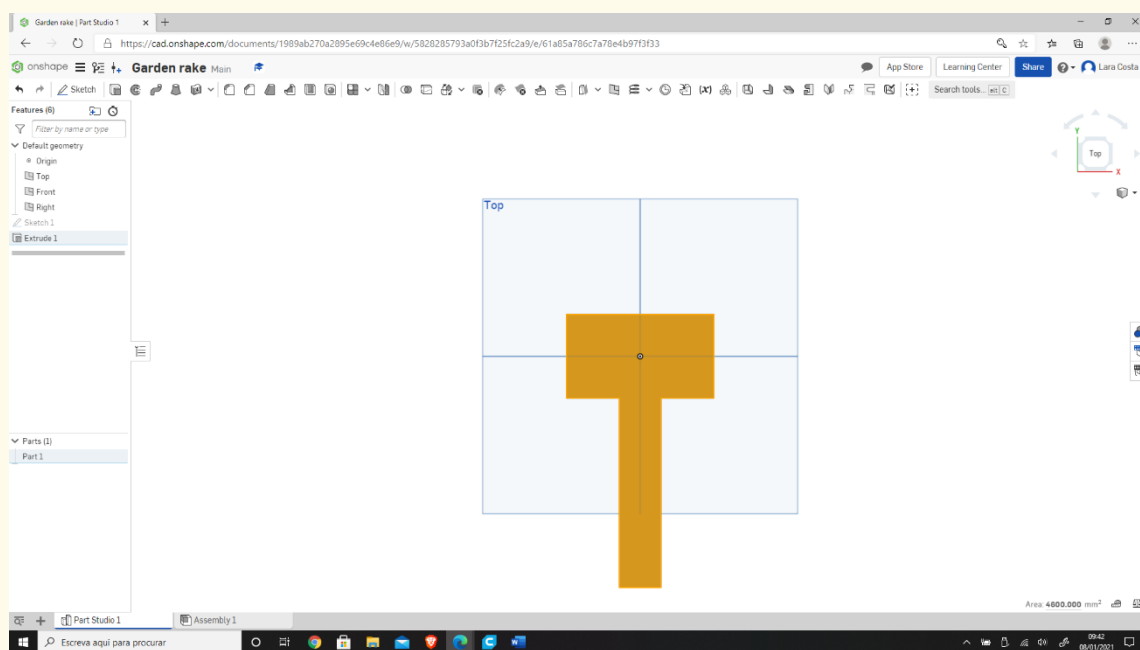 Garden rake | Part Studio 1
https://cad.onshape.com/documents/1989ab270a2895e69c4e86e9/w/5828285793a0f3b7f25fc2a9/e/61a85a786c7a78e4b97f3f33
onshape Garden rake Main App Store Learning Center Share Lara Costa
Sketch Search tools... alt C
Features (6)
Filter by name or type
Default geometry
Origin
Top
Front
Right
Sketch 1
Extrude 1
Top
Y
Top
X
Parts (1)
Part 1
Area: 4600.000 mm²
Part Studio 1 Assembly 1
Escreva aqui para procurar
09:42
08/01/2021